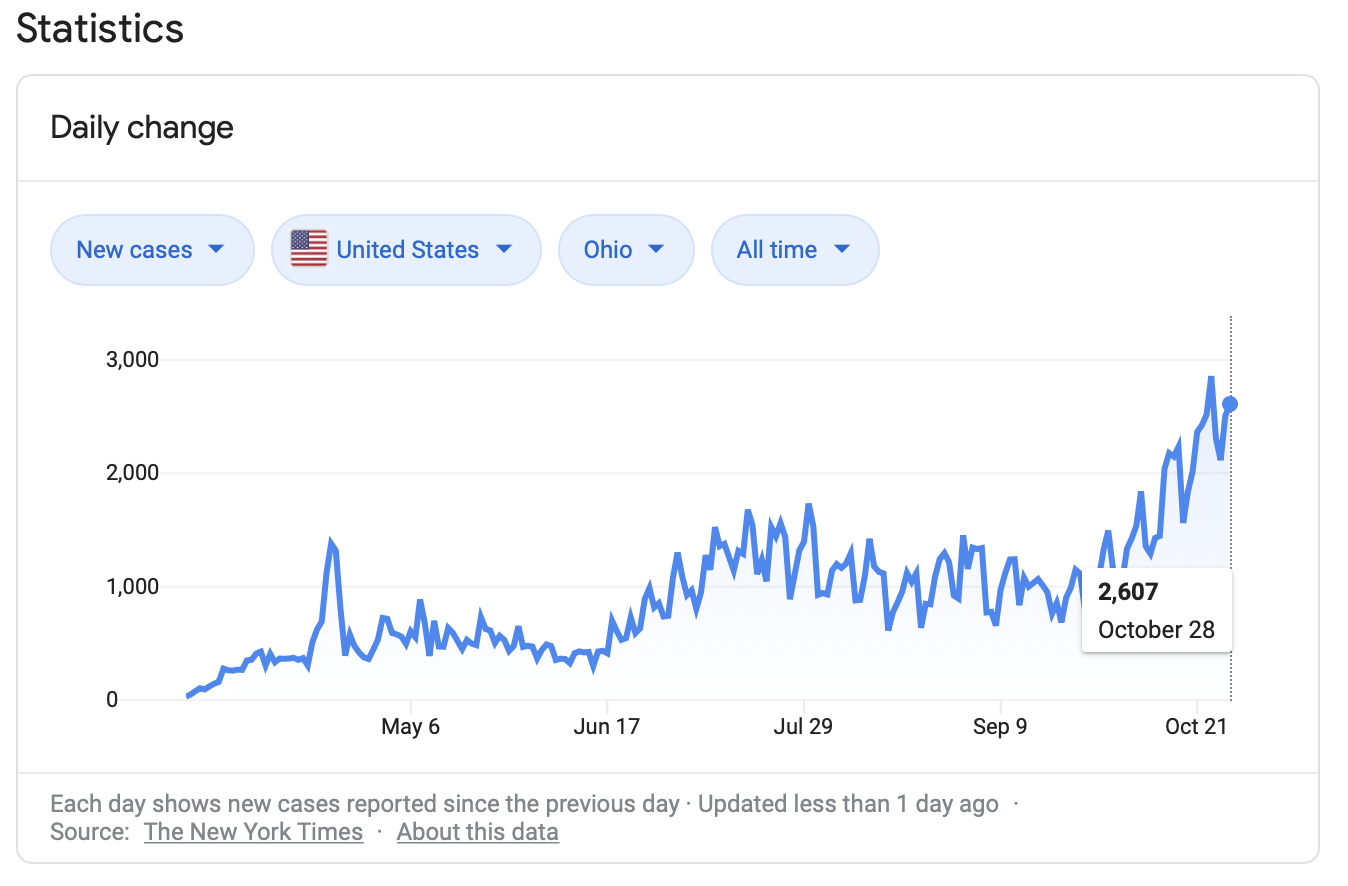 Statistics
Daily change
New cases
United States
Ohio
All time
3,000
2,000
1,000
0
2,607
October 28
May 6
Jun 17
Jul 29
Sep 9
Oct 21
Each day shows new cases reported since the previous day · Updated less than 1 day ago ·
Source: The New York Times · About this data